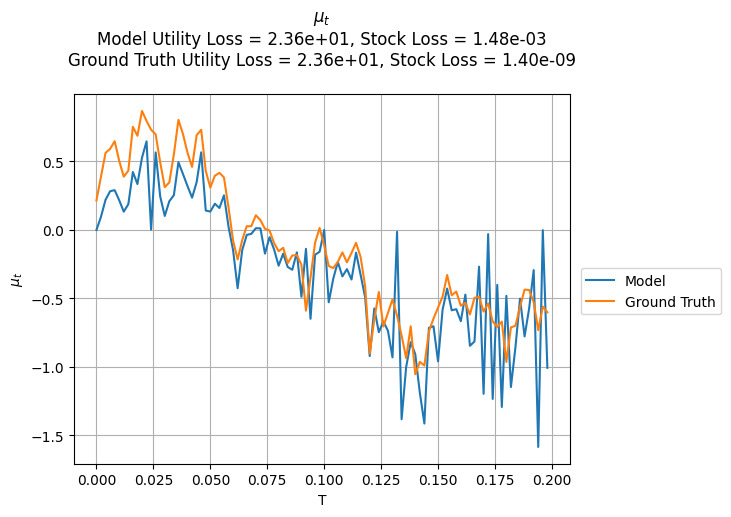 μt
Model Utility Loss = 2.36e+01, Stock Loss = 1.48e-03
Ground Truth Utility Loss = 2.36e+01, Stock Loss = 1.40e-09
0.5
0.0
−0.5
−1.0
−1.5
μt
0.000
0.025
0.050
0.075
0.100
0.125
0.150
0.175
0.200
T
Model
Ground Truth